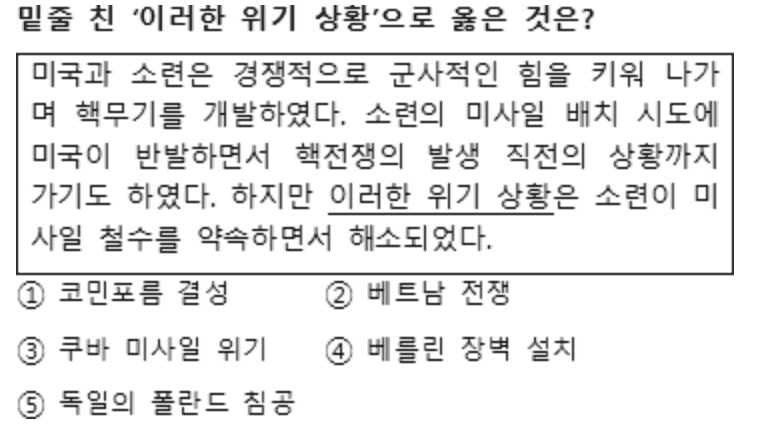 밑줄 친 '이러한 위기 상황'으로 옳은 것은?
미국과 소련은 경쟁적으로 군사적인 힘을 키워 나가
며 핵무기를 개발하였다. 소련의 미사일 배치 시도에
미국이 반발하면서 핵전쟁의 발생 직전의 상황까지
가기도 하였다. 하지만 이러한 위기 상황은 소련이 미
사일 철수를 약속하면서 해소되었다.
① 코민포름 결성 ② 베트남 전쟁
③ 쿠바 미사일 위기 ④ 베를린 장벽 설치
⑤ 독일의 폴란드 침공